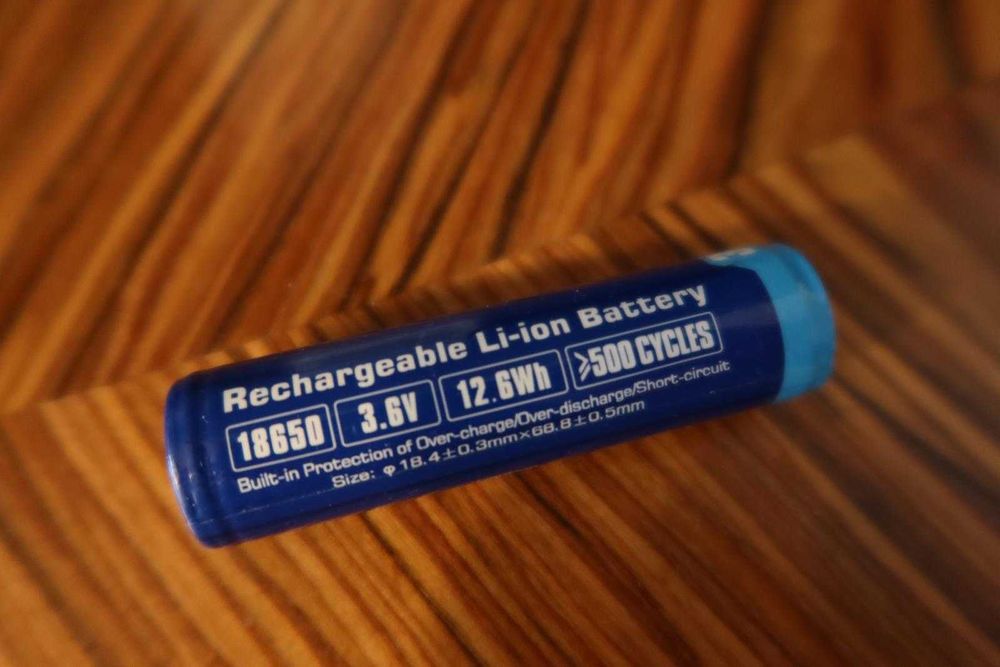 Rechargeable Li-ion Battery
18650 3.6V 12.6Wh ≥500 CYCLES
Built-in Protection of Over-charge/Over-discharge/Short-circuit
Size: φ18.4±0.3mm×68.8±0.5mm